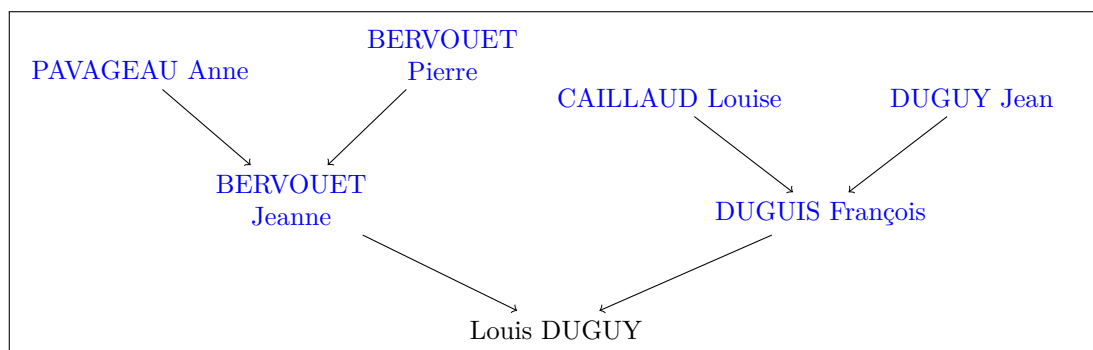 BERVOUET
Pierre
PAVAGEAU Anne
CAILLAUD Louise
DUGUY Jean
BERVOUET
Jeanne
DUGUIS François
Louis DUGUY